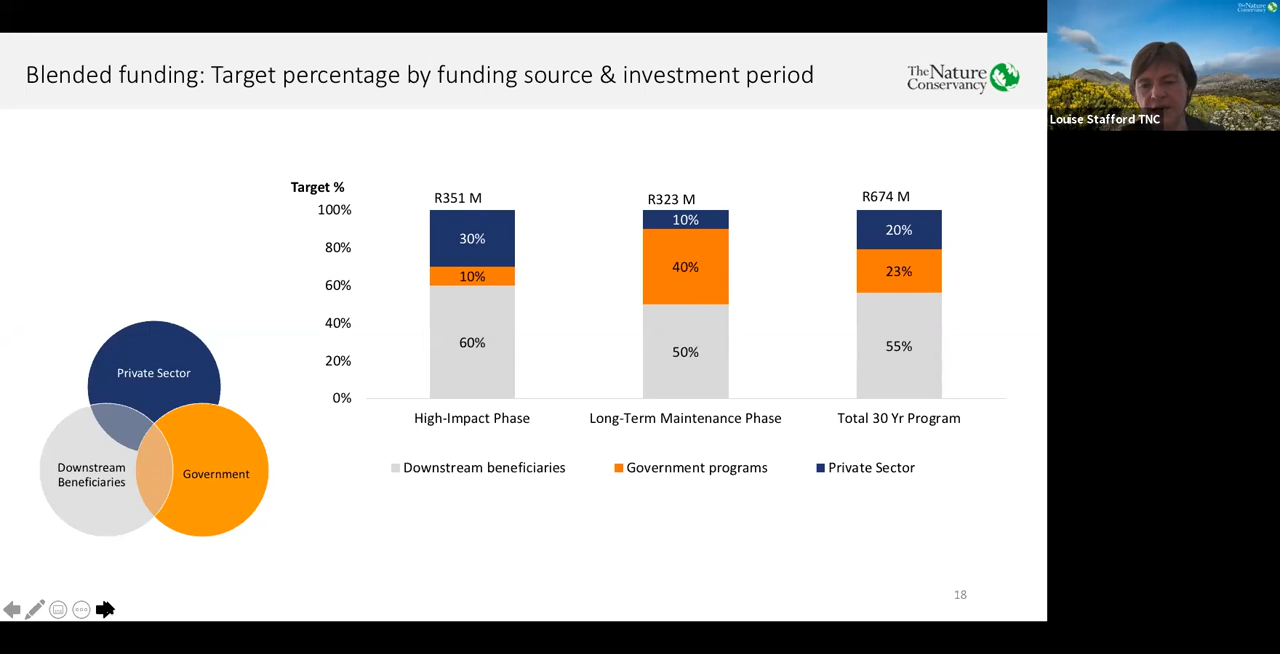 Blended funding: Target percentage by funding source & investment period
The Nature
Conservancy
The Nature
Conservancy
Louise Stafford TNC
Target %
100%
80%
60%
40%
20%
0%
R351 M
R323 M
R674 M
30%
10%
60%
10%
40%
50%
20%
23%
55%
High-Impact Phase
Long-Term Maintenance Phase
Total 30 Yr Program
Downstream beneficiaries
Government programs
Private Sector
Private Sector
Downstream
Beneficiaries
Government
18